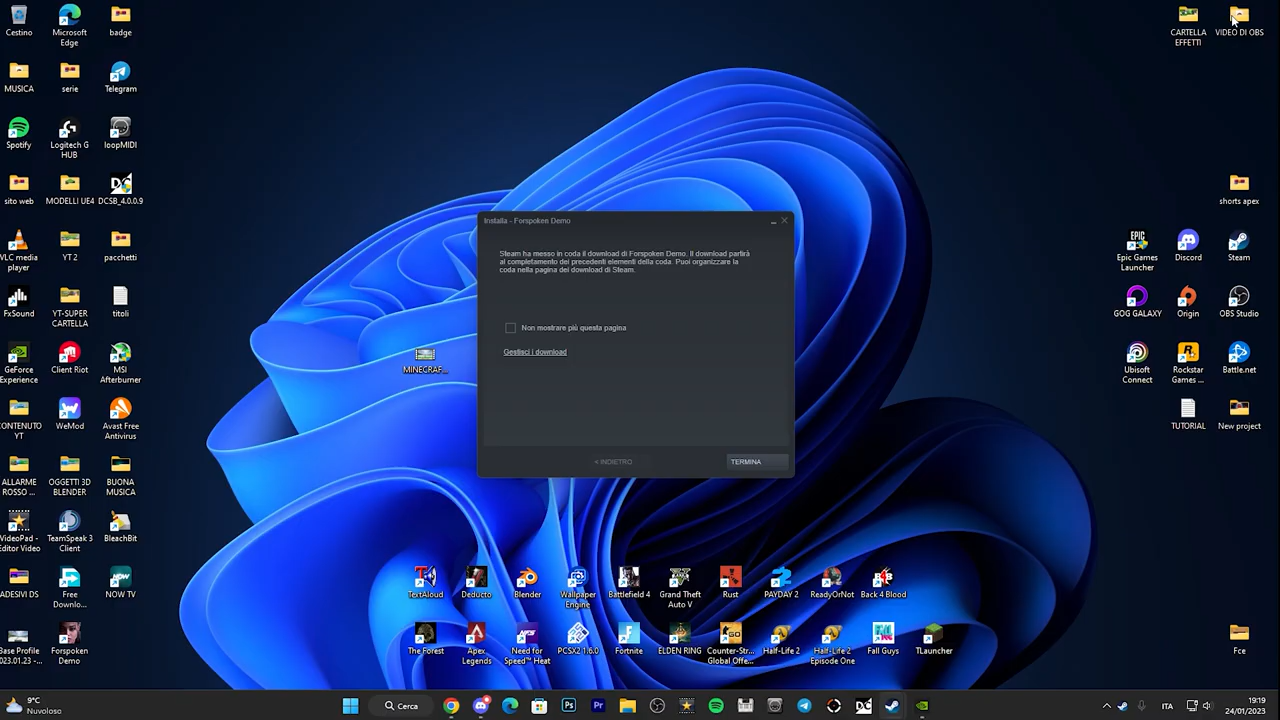 Cestino
Microsoft
Edge
badge
CARTELLA
EFFETTI
VIDEO DI OBS
MUSICA
serie
Telegram
Spotify
Logitech G
HUB
loopMIDI
sito web
MODELLI UE4
DCSB_4.0.0.9
shorts apex
Installa - Forspoken Demo
Steam ha messo in coda il download di Forspoken Demo. Il download partirà
al completamento dei precedenti elementi della coda. Puoi organizzare la
coda nella pagina dei download di Steam.
Non mostrare più questa pagina
Gestisci i download
< INDIETRO
TERMINA
VLC media
player
YT 2
pacchetti
Epic Games
Launcher
Discord
Steam
FxSound
YT-SUPER
CARTELLA
titoli
GOG GALAXY
Origin
OBS Studio
GeForce
Experience
Client Riot
MSI
Afterburner
MINECRAF...
Ubisoft
Connect
Rockstar
Games ...
Battle.net
CONTENUTO
YT
WeMod
Avast Free
Antivirus
TUTORIAL
New project
ALLARME
ROSSO ...
OGGETTI 3D
BLENDER
BUONA
MUSICA
VideoPad -
Editor Video
TeamSpeak 3
Client
BleachBit
ADESIVI DS
Free
Downlo...
NOW TV
TextAloud
Deducto
Blender
Wallpaper
Engine
Battlefield 4
Grand Theft
Auto V
Rust
PAYDAY 2
ReadyOrNot
Back 4 Blood
Base Profile
2023.01.23 -...
Forspoken
Demo
The Forest
Apex
Legends
Need for
Speed™ Heat
PCSX2 1.6.0
Fortnite
ELDEN RING
Counter-Str...
Global Offe...
Half-Life 2
Half-Life 2
Episode One
Fall Guys
TLauncher
Fce
9°C
Nuvoloso
Cerca
ITA
19:19
24/01/2023